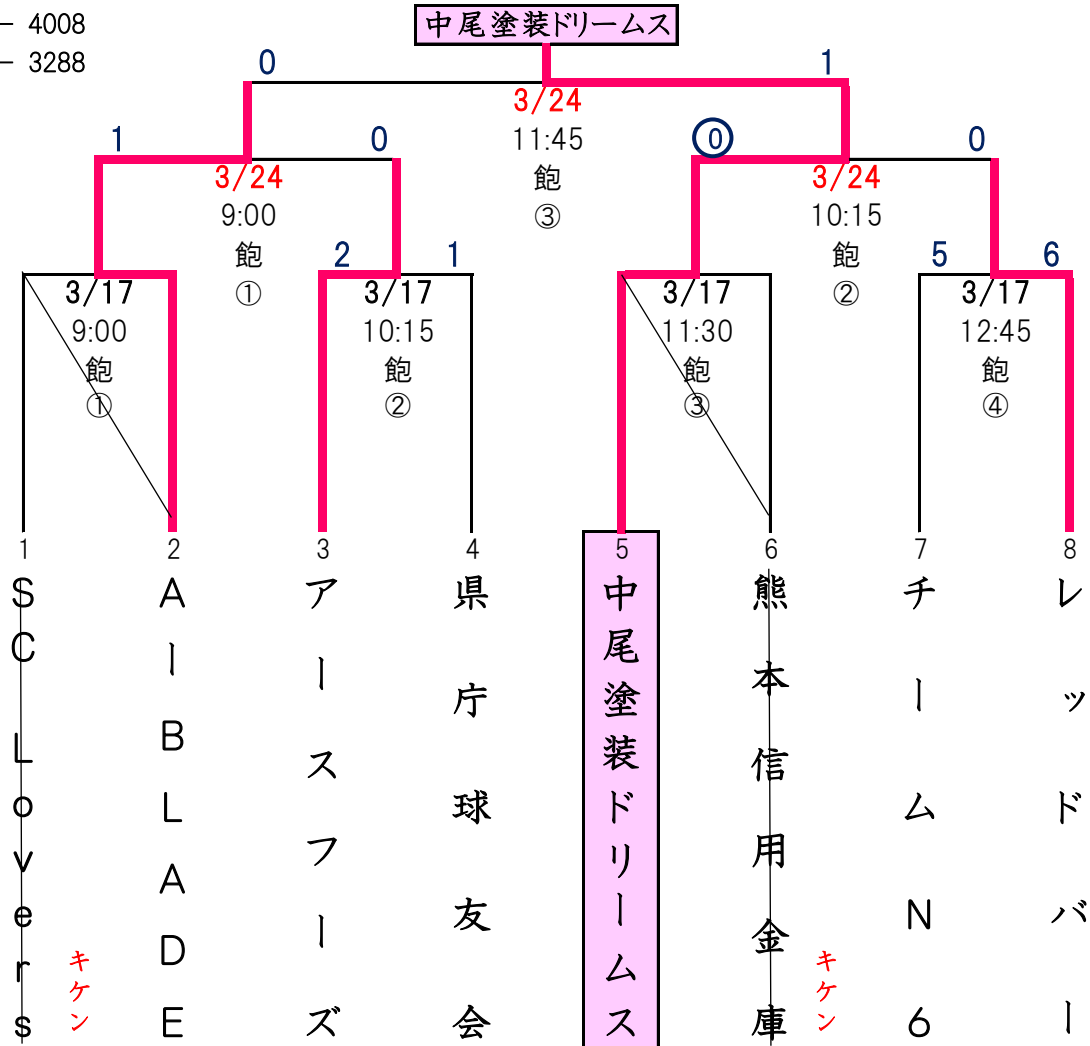 ― 4008
中尾塗装ドリームス
― 3288
0
1
3/24
11:45
飽
③
1
0
3/24
9:00
飽
①
0
0
3/24
10:15
飽
②
3/17
9:00
飽
①
2
1
3/17
10:15
飽
②
3/17
11:30
飽
③
5
6
3/17
12:45
飽
④
1
2
3
4
5
6
7
8
SC Lovers
キケン
AIBLADE
アースフーズ
県庁球友会
中尾塗装ドリームス
熊本信用金庫
キケン
チームN6
レッドバー